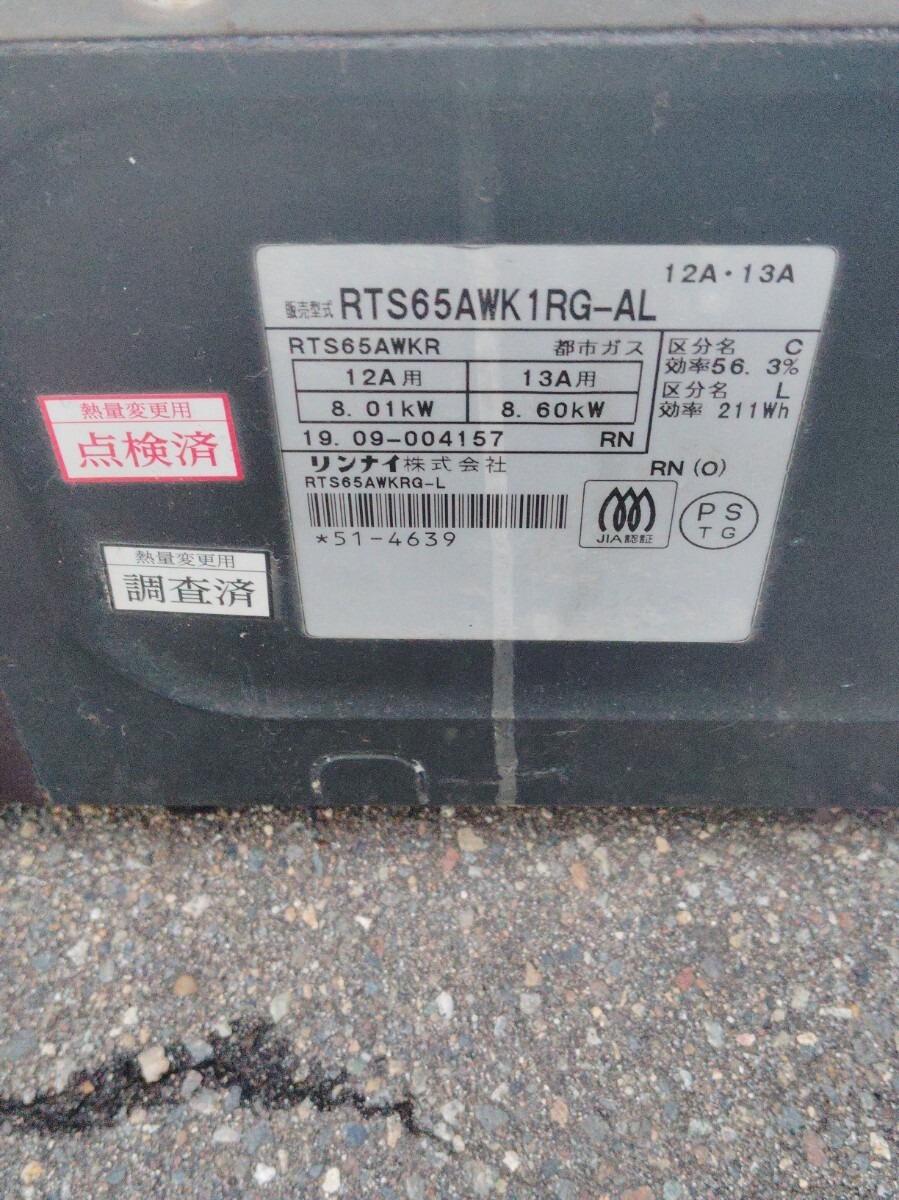 12A・13A
販売型式 RTS65AWK1RG-AL
RTS65AWKR 都市ガス
12A用 13A用
8.01kW 8.60kW
19.09-004157 RN
区分名 C
効率56.3%
区分名 L
効率 211Wh
リンナイ株式会社 RN(O)
RTS65AWKRG-L
*51-4639
JIA認証
PS
TG
熱量変更用
点検済
熱量変更用
調査済